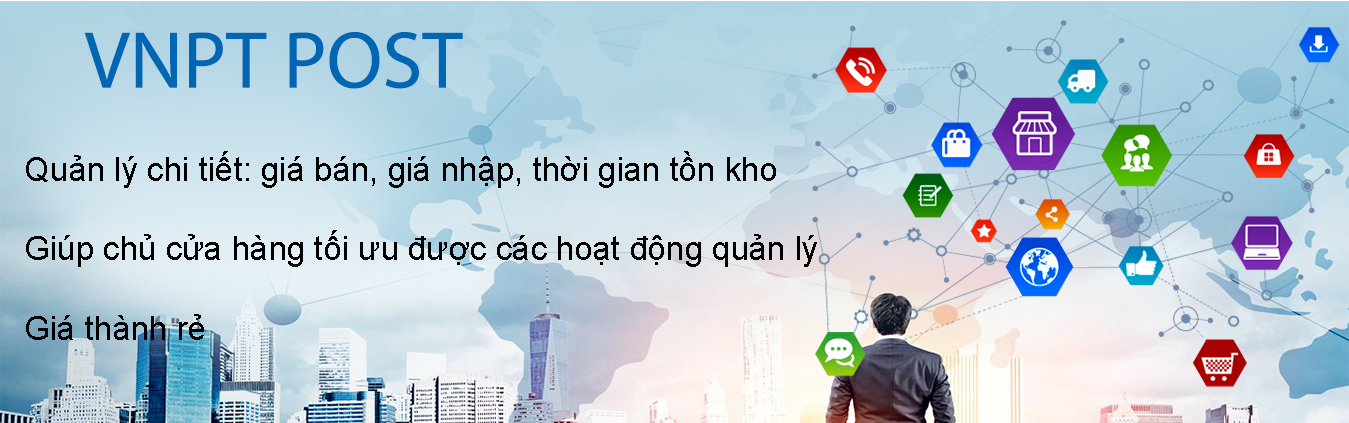 VNPT POST
Quản lý chi tiết: giá bán, giá nhập, thời gian tồn kho
Giúp chủ cửa hàng tối ưu được các hoạt động quản lý
Giá thành rẻ